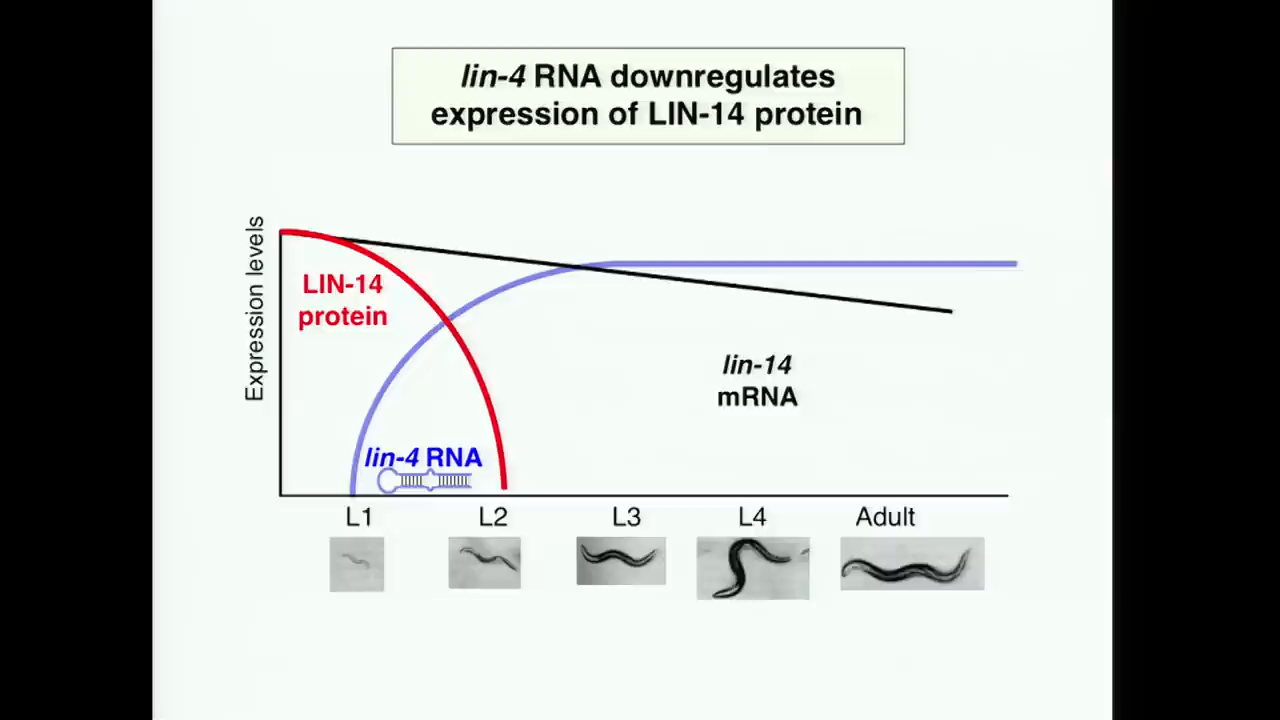 lin-4 RNA downregulates
expression of LIN-14 protein
Expression levels
LIN-14
protein
lin-14
mRNA
lin-4 RNA
L1 L2 L3 L4 Adult